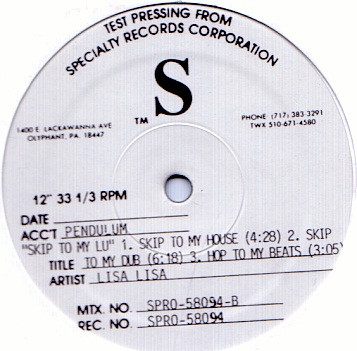 TEST PRESSING FROM
SPECIALTY RECORDS CORPORATION
S
TM
1400 E. LACKAWANNA AVE
OLYPHANT, PA. 18447
PHONE: (717) 383-3291
TWX 510-671-4580
12" 33 1/3 RPM
DATE
ACC'T PENDULUM
"SKIP TO MY LU" 1. SKIP TO MY HOUSE (4:28) 2. SKIP
TITLE TO MY DUB (6:18) 3. HOP TO MY BEATS (3:05)
ARTIST LISA LISA
MTX. NO. SPRO-58094-B
REC. NO. SPRO-58094